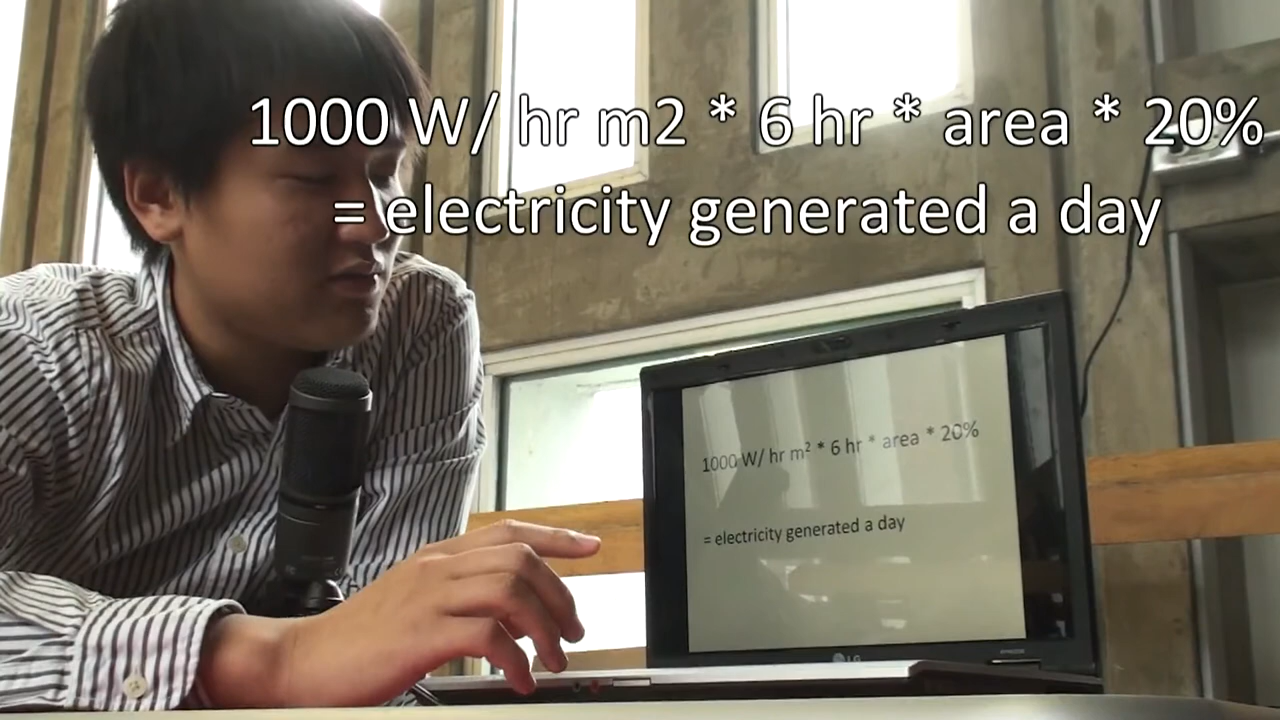 1000 W/ hr m2 * 6 hr * area * 20%
= electricity generated a day
1000 W/ hr m² * 6 hr * area * 20%
= electricity generated a day
LG